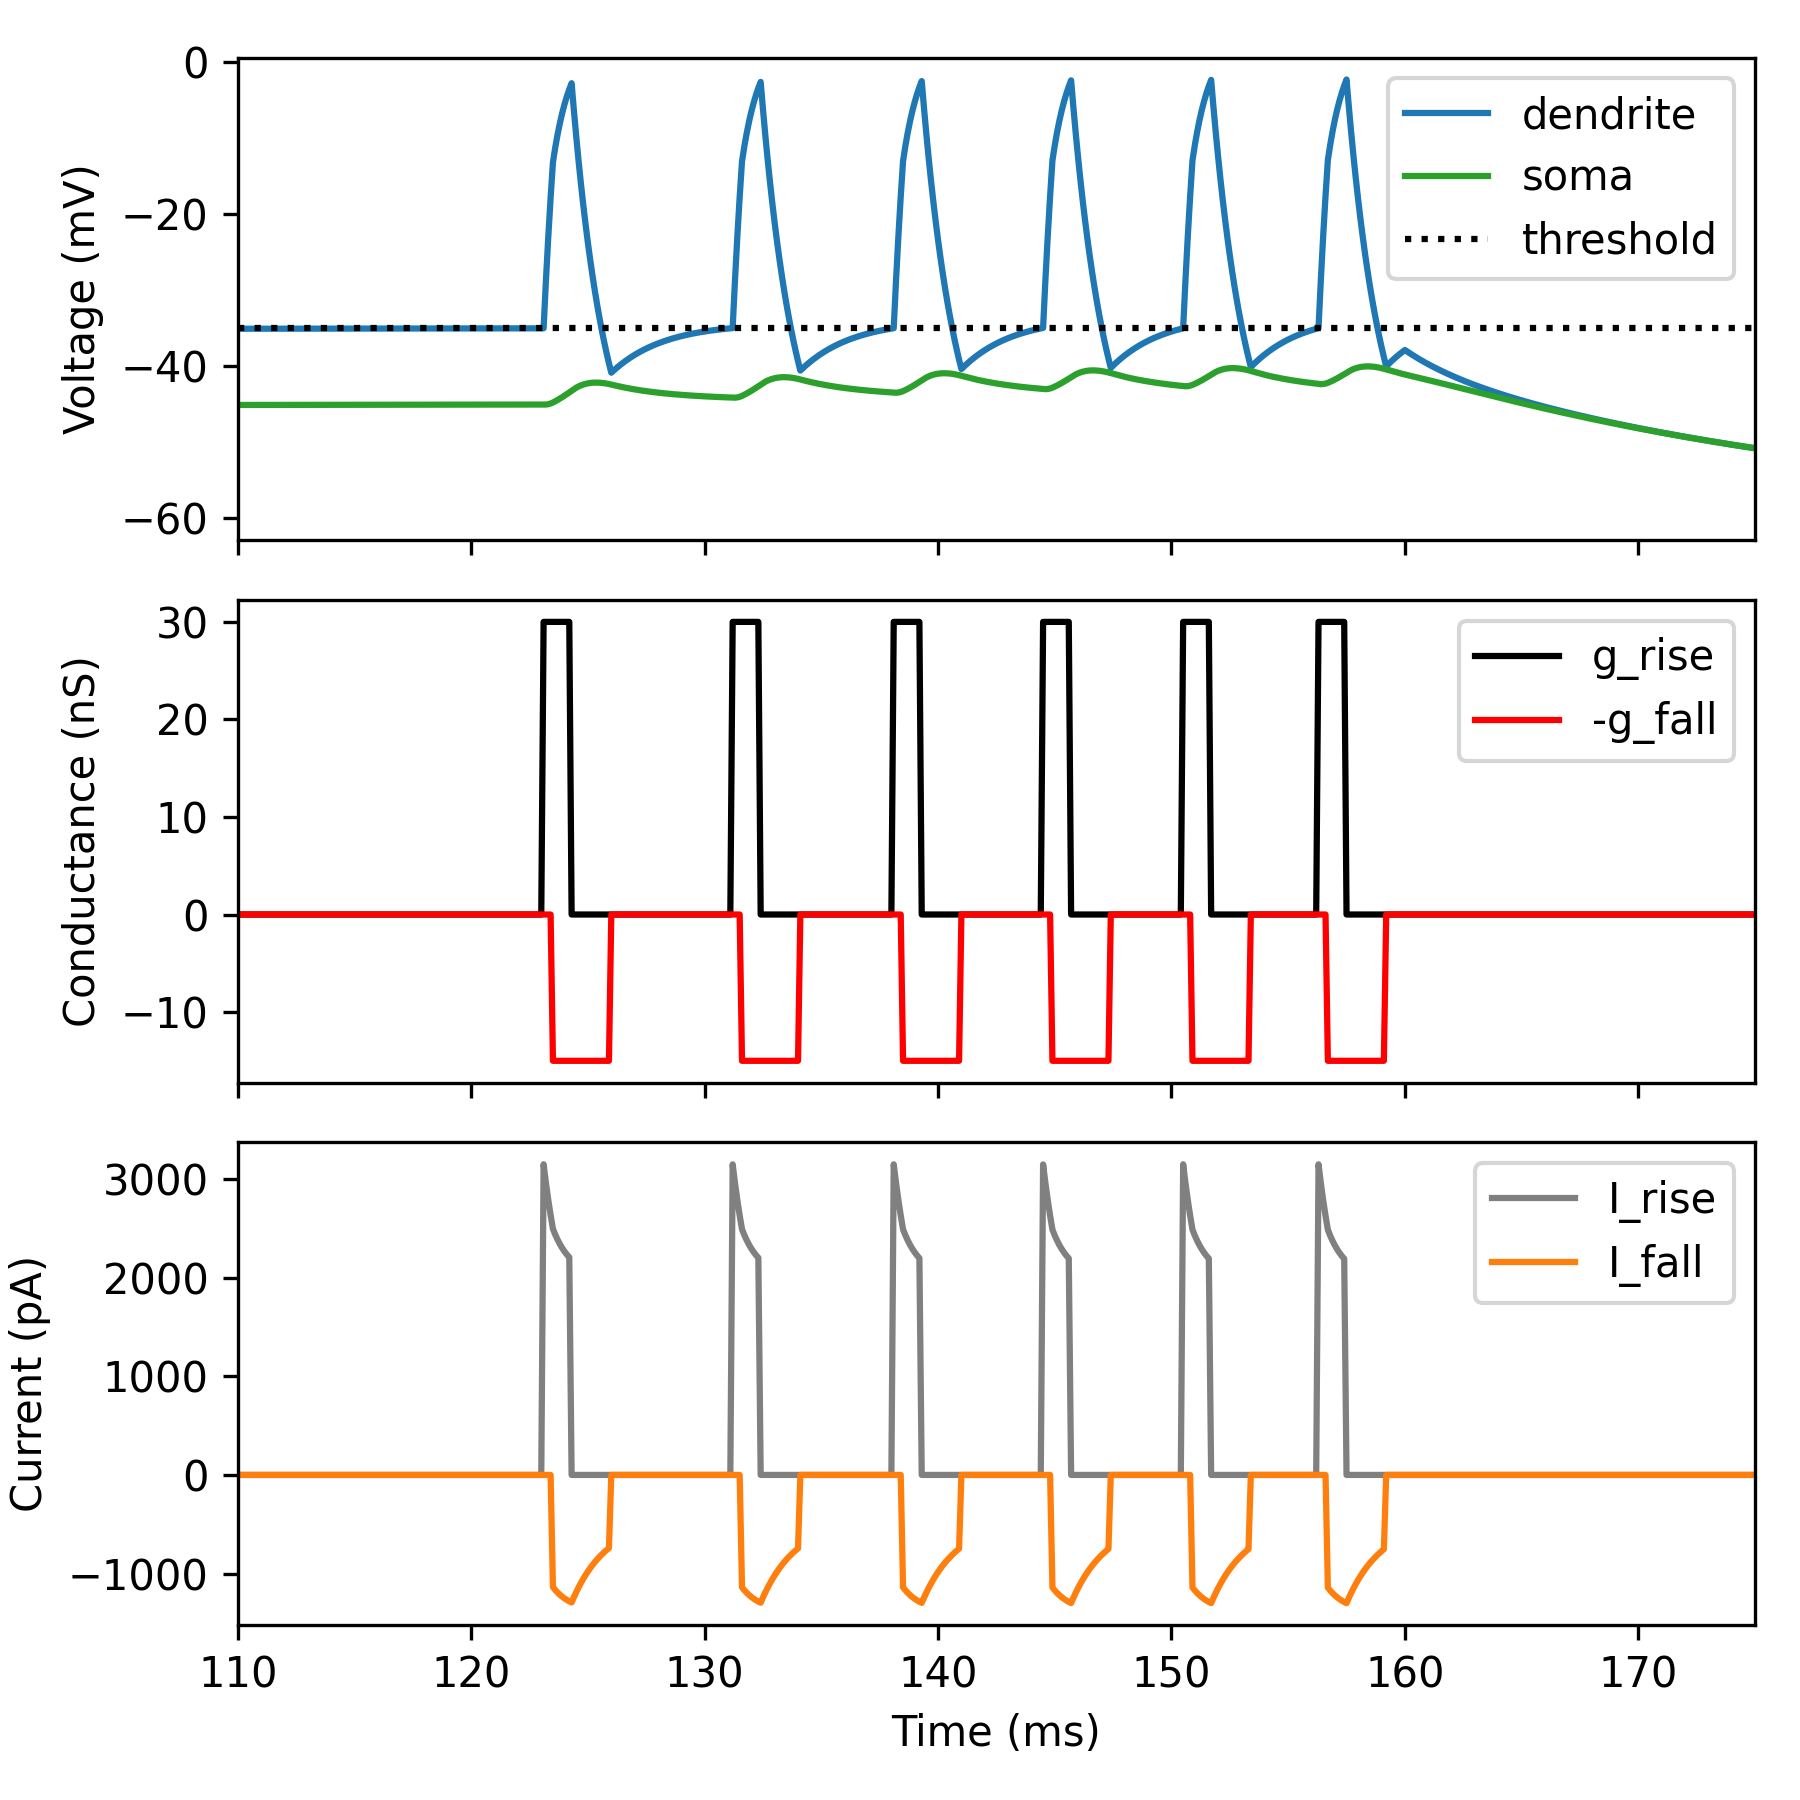 Voltage (mV)
0
−20
−40
−60
dendrite
soma
threshold
Conductance (nS)
30
20
10
0
−10
g_rise
-g_fall
Current (pA)
3000
2000
1000
0
−1000
I_rise
I_fall
110 120 130 140 150 160 170
Time (ms)